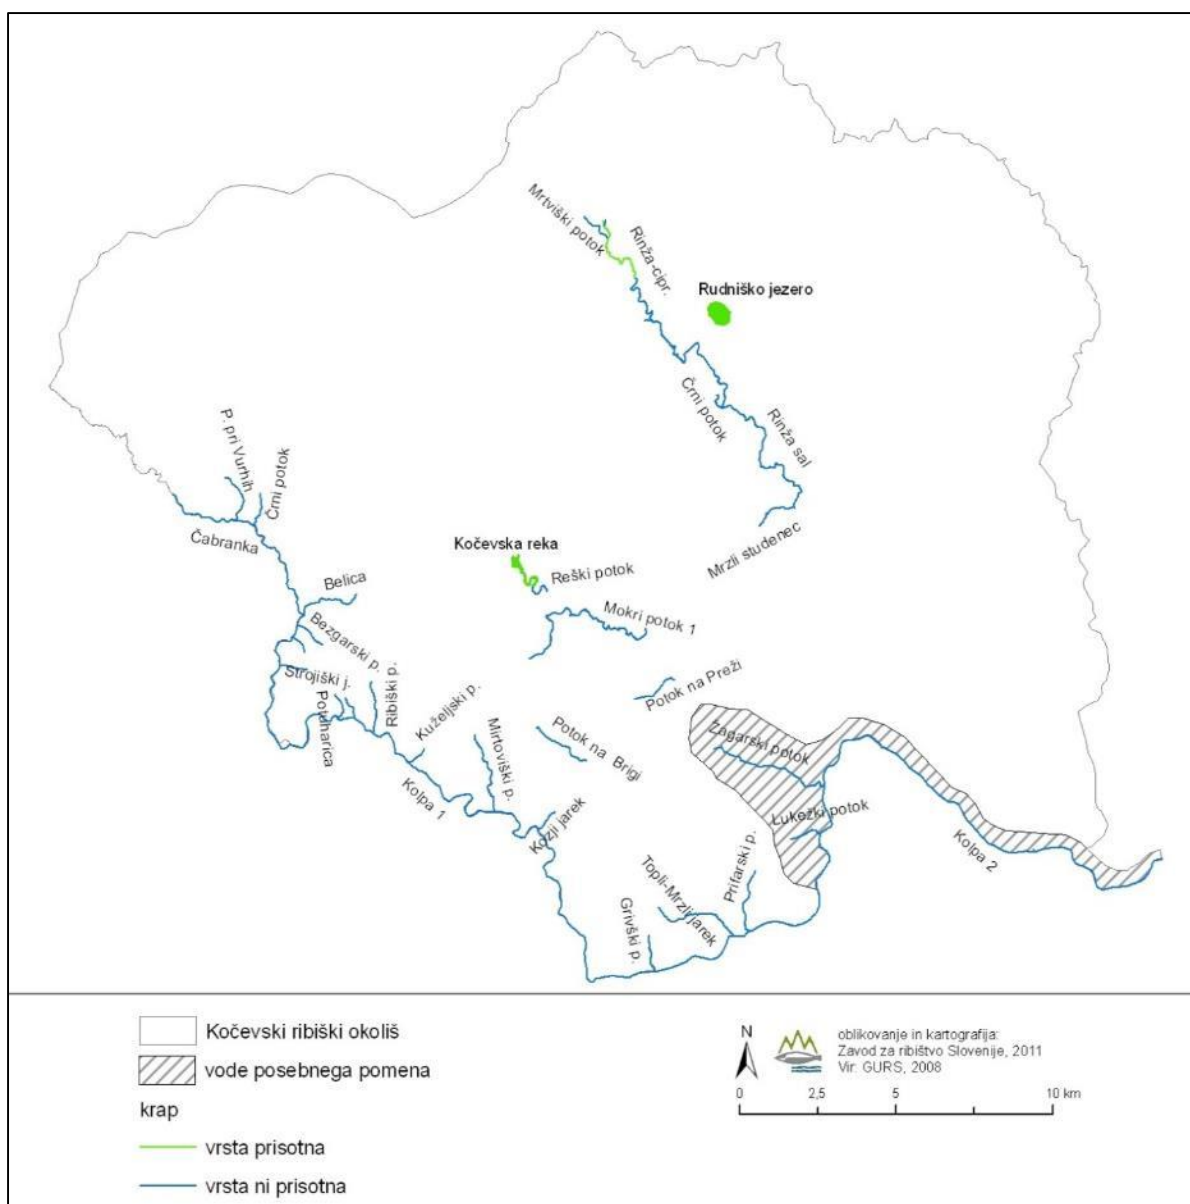 Mrtviški potok
Rinža-cipr.
Rudniško jezero
Črni potok
Rinža sal
Mrzli studenec
P. pri Vurhih
Črni potok
Čabranka
Kočevska reka
Reški potok
Belica
Mokri potok 1
Bezgarski p.
Strojiški j.
Potuharica
Ribiški p.
Kuželjski p.
Mirtoviški p.
Potok na Preži
Potok na Brigi
Žagarski potok
Lukežki potok
Kolpa 1
Kozji jarek
Kolpa 2
Prifarski p.
Topli-Mrzli jarek
Grivški p.
Kočevski ribiški okoliš
vode posebnega pomena
krap
vrsta prisotna
vrsta ni prisotna
N
oblikovanje in kartografija:
Zavod za ribištvo Slovenije, 2011
Vir: GURS, 2008
0 2,5 5 10 km